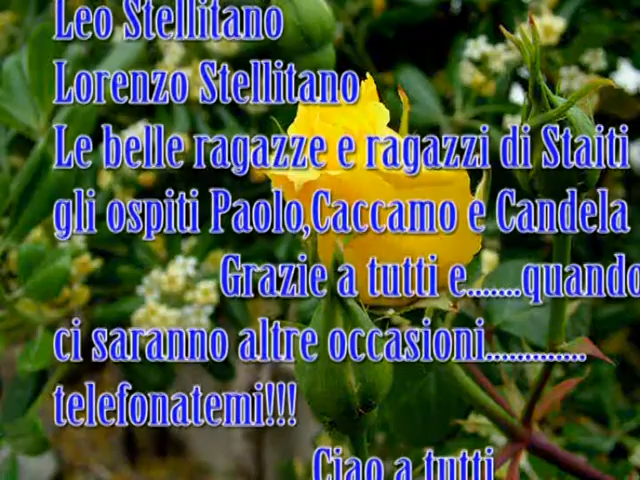 Leo Stellitano
Lorenzo Stellitano
Le belle ragazze e ragazzi di Staiti
gli ospiti Paolo,Caccamo e Candela
Grazie a tutti e.......quando
ci saranno altre occasioni.............
telefonatemi!!!
Ciao a tutti